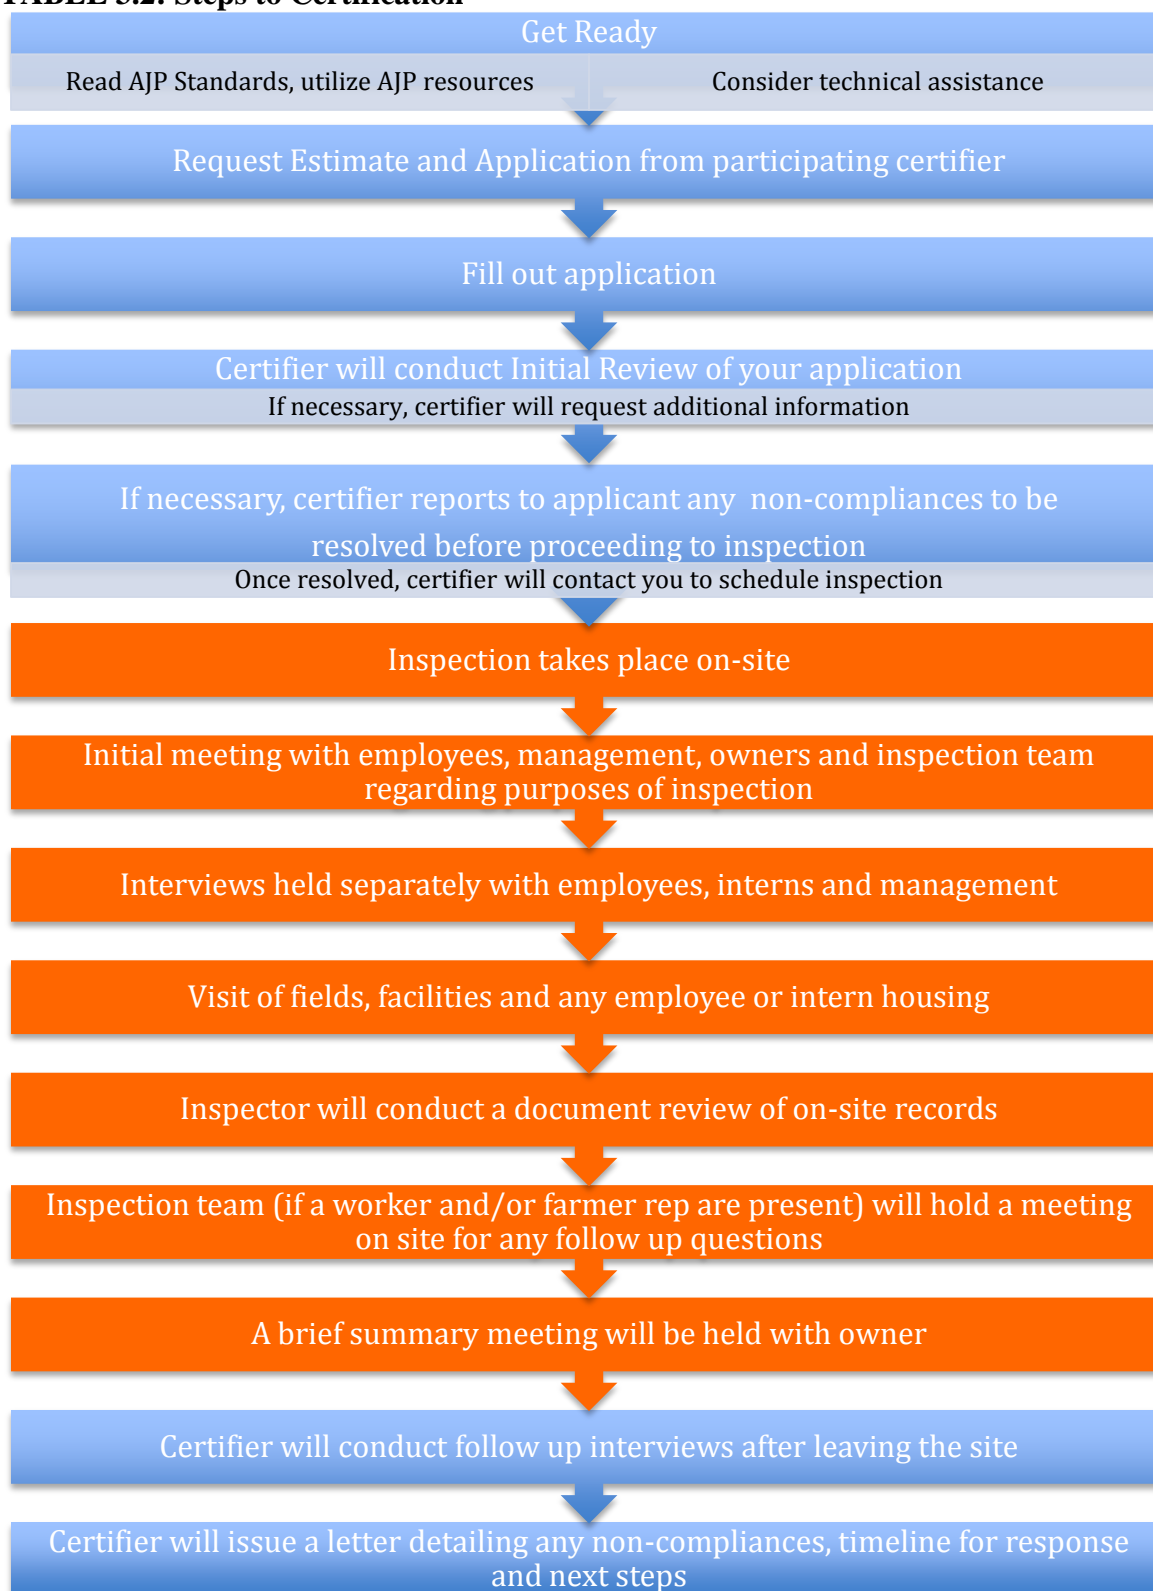 TABLE 3.2: Steps to Certification
Get Ready
Read AJP Standards, utilize AJP resources
Consider technical assistance
Request Estimate and Application from participating certifier
Fill out application
Certifier will conduct Initial Review of your application
If necessary, certifier will request additional information
If necessary, certifier reports to applicant any non-compliances to be
resolved before proceeding to inspection
Once resolved, certifier will contact you to schedule inspection
Inspection takes place on-site
Initial meeting with employees, management, owners and inspection team
regarding purposes of inspection
Interviews held separately with employees, interns and management
Visit of fields, facilities and any employee or intern housing
Inspector will conduct a document review of on-site records
Inspection team (if a worker and/or farmer rep are present) will hold a meeting
on site for any follow up questions
A brief summary meeting will be held with owner
Certifier will conduct follow up interviews after leaving the site
Certifier will issue a letter detailing any non-compliances, timeline for response
and next steps